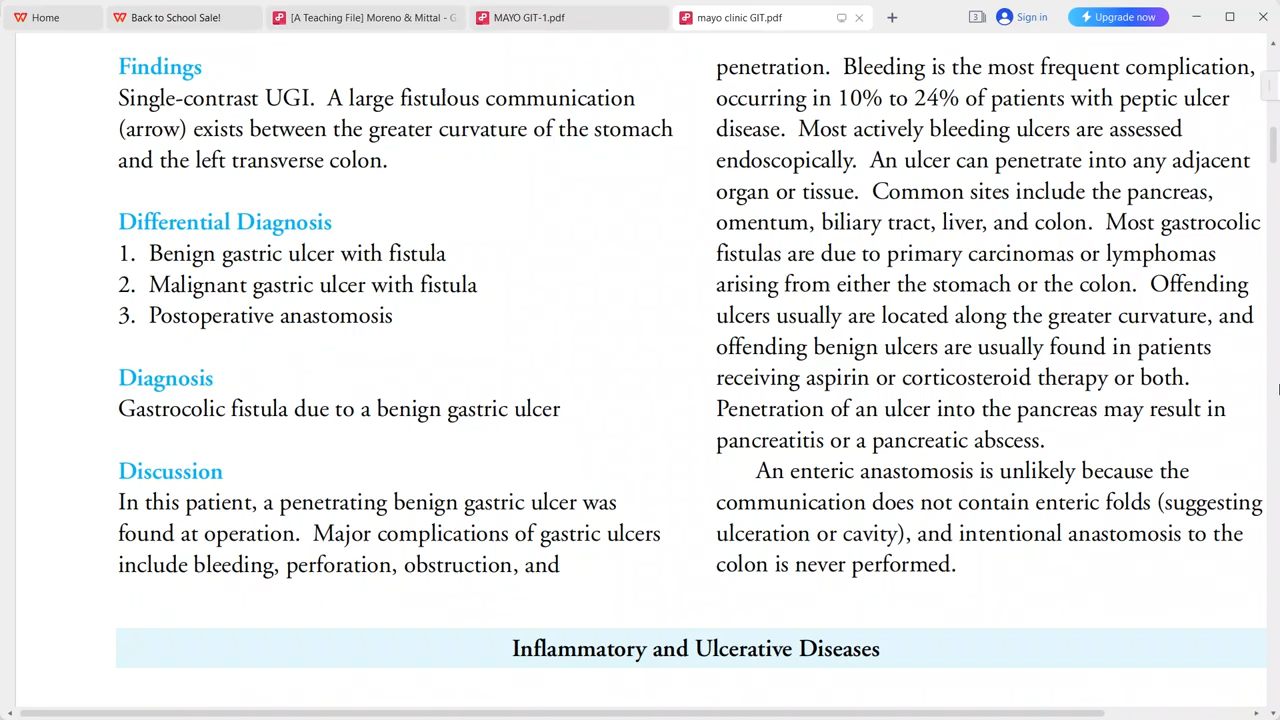 Home
Back to School Sale!
[A Teaching File] Moreno & Mittal - G
MAYO GIT-1.pdf
mayo clinic GIT.pdf
3
Sign in
Upgrade now
Findings
Single-contrast UGI. A large fistulous communication
(arrow) exists between the greater curvature of the stomach
and the left transverse colon.
Differential Diagnosis
1. Benign gastric ulcer with fistula
2. Malignant gastric ulcer with fistula
3. Postoperative anastomosis
Diagnosis
Gastrocolic fistula due to a benign gastric ulcer
Discussion
In this patient, a penetrating benign gastric ulcer was
found at operation. Major complications of gastric ulcers
include bleeding, perforation, obstruction, and
penetration. Bleeding is the most frequent complication,
occurring in 10% to 24% of patients with peptic ulcer
disease. Most actively bleeding ulcers are assessed
endoscopically. An ulcer can penetrate into any adjacent
organ or tissue. Common sites include the pancreas,
omentum, biliary tract, liver, and colon. Most gastrocolic
fistulas are due to primary carcinomas or lymphomas
arising from either the stomach or the colon. Offending
ulcers usually are located along the greater curvature, and
offending benign ulcers are usually found in patients
receiving aspirin or corticosteroid therapy or both.
Penetration of an ulcer into the pancreas may result in
pancreatitis or a pancreatic abscess.
An enteric anastomosis is unlikely because the
communication does not contain enteric folds (suggesting
ulceration or cavity), and intentional anastomosis to the
colon is never performed.
Inflammatory and Ulcerative Diseases